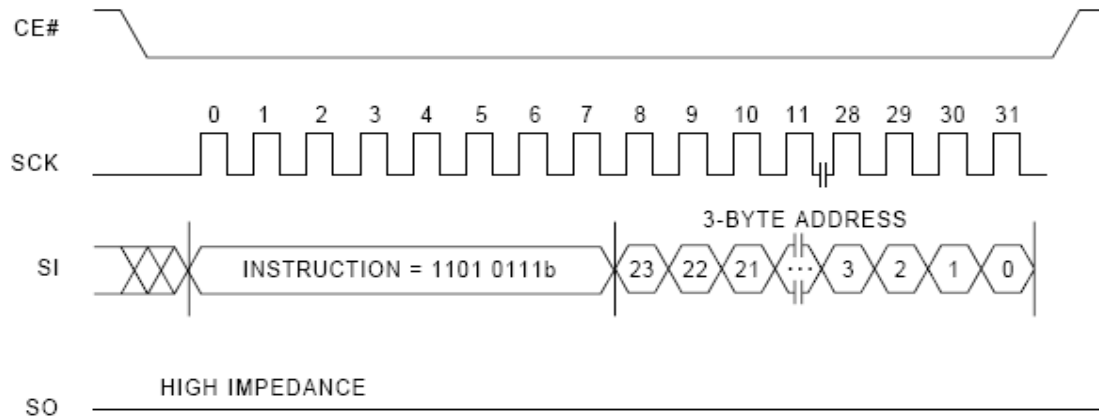 CE#
0 1 2 3 4 5 6 7 8 9 10 11 28 29 30 31
SCK
3-BYTE ADDRESS
SI INSTRUCTION = 1101 0111b 23 22 21 ... 3 2 1 0
HIGH IMPEDANCE
SO